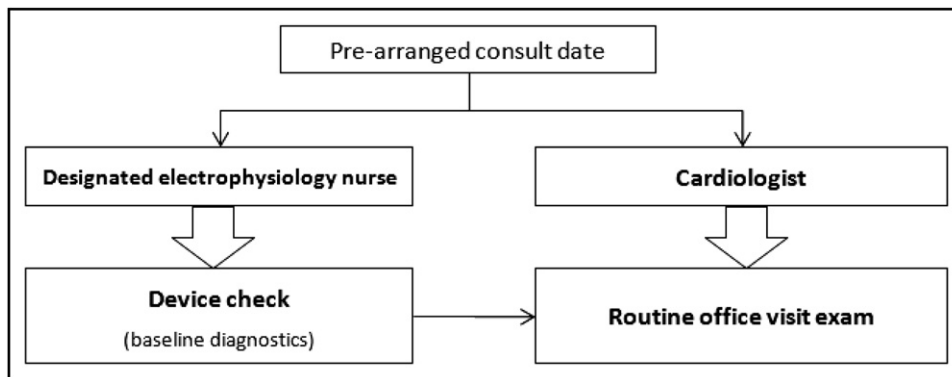 Pre-arranged consult date
Designated electrophysiology nurse
Cardiologist
Device check
(baseline diagnostics)
Routine office visit exam